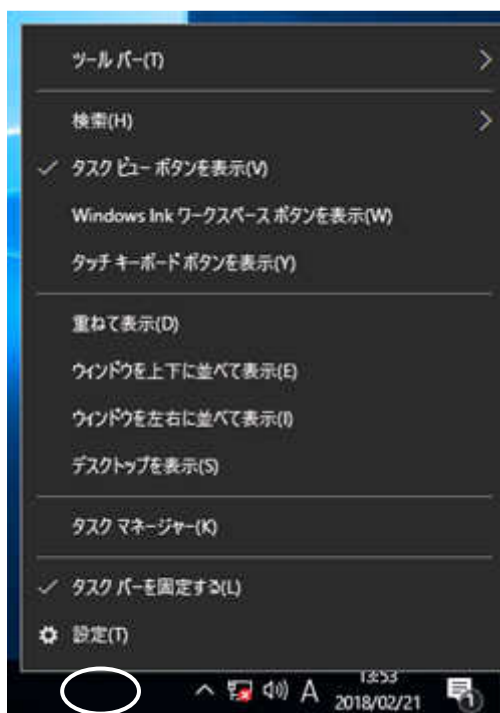 ツール バー(T)
検索(H)
タスク ビュー ボタンを表示(V)
Windows Ink ワークスペース ボタンを表示(W)
タッチ キーボード ボタンを表示(Y)
重ねて表示(D)
ウィンドウを上下に並べて表示(E)
ウィンドウを左右に並べて表示(I)
デスクトップを表示(S)
タスク マネージャー(K)
タスク バーを固定する(L)
設定(T)
A
13:53
2018/02/21
1